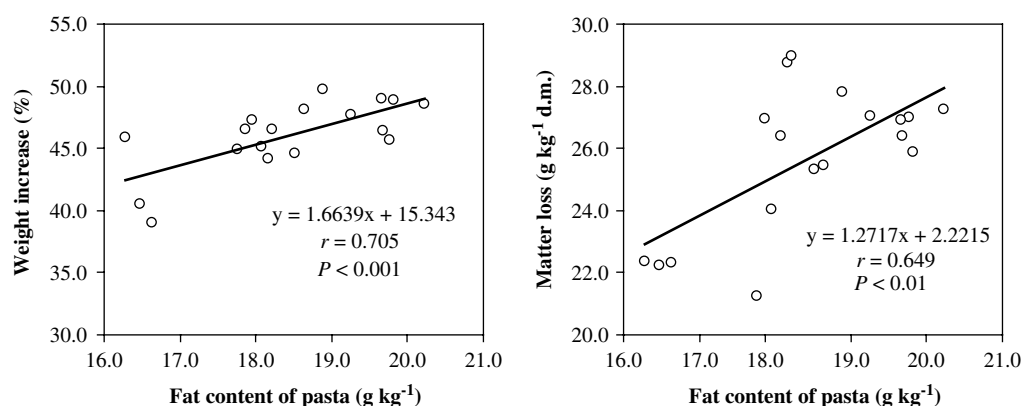 55.0
50.0
45.0
40.0
35.0
30.0
Weight increase (%)
y = 1.6639x + 15.343
r = 0.705
P < 0.001
16.0 17.0 18.0 19.0 20.0 21.0
Fat content of pasta (g kg⁻¹)
30.0
28.0
26.0
24.0
22.0
20.0
Matter loss (g kg⁻¹ d.m.)
y = 1.2717x + 2.2215
r = 0.649
P < 0.01
16.0 17.0 18.0 19.0 20.0 21.0
Fat content of pasta (g kg⁻¹)